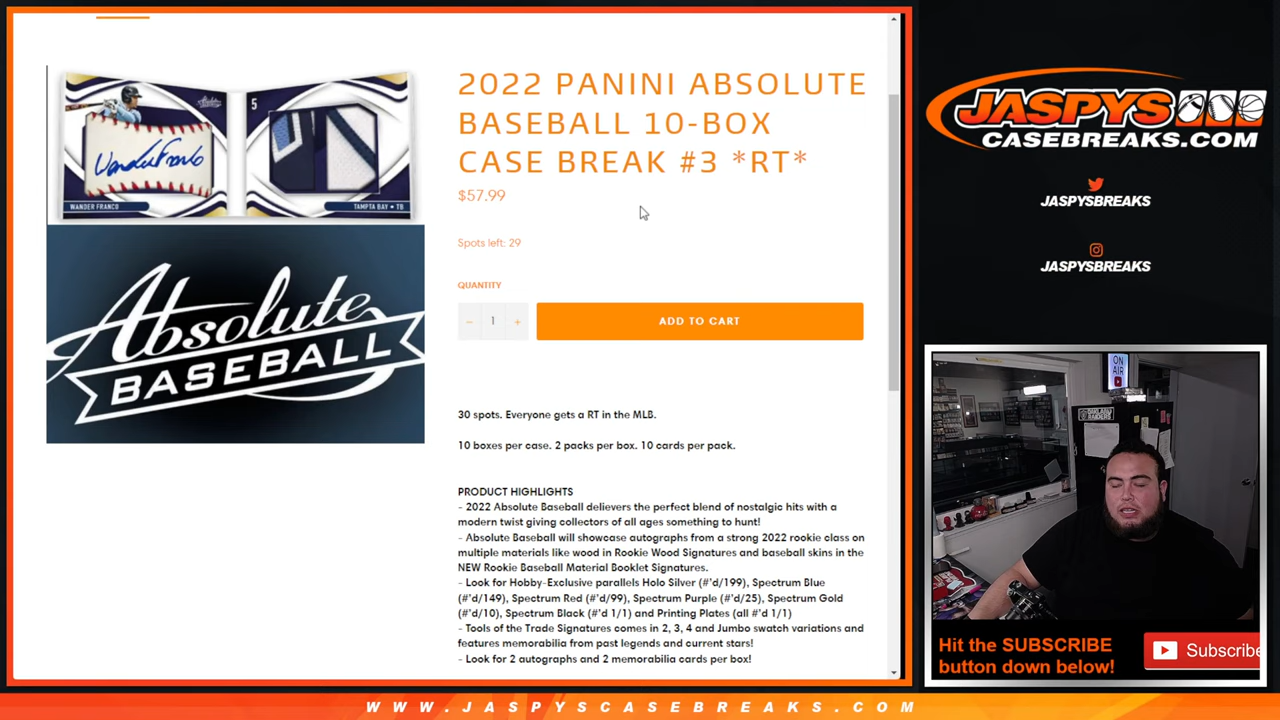 2022 PANINI ABSOLUTE
BASEBALL 10-BOX
CASE BREAK #3 *RT*
$57.99
Spots left: 29
QUANTITY
- 1 +
ADD TO CART
30 spots. Everyone gets a RT in the MLB.
10 boxes per case. 2 packs per box. 10 cards per pack.
PRODUCT HIGHLIGHTS
- 2022 Absolute Baseball delievers the perfect blend of nostalgic hits with a
modern twist giving collectors of all ages something to hunt!
- Absolute Baseball will showcase autographs from a strong 2022 rookie class on
multiple materials like wood in Rookie Wood Signatures and baseball skins in the
NEW Rookie Baseball Material Booklet Signatures.
- Look for Hobby-Exclusive parallels Holo Silver (#'d/199), Spectrum Blue
(#'d/149), Spectrum Red (#'d/99), Spectrum Purple (#'d/25), Spectrum Gold
(#'d/10), Spectrum Black (#'d 1/1) and Printing Plates (all #'d 1/1)
- Tools of the Trade Signatures comes in 2, 3, 4 and Jumbo swatch variations and
features memorabilia from past legends and current stars!
- Look for 2 autographs and 2 memorabilia cards per box!
Absolute
5
Wander Franco
WANDER FRANCO
TAMPTA BAY • TB
Absolute
BASEBALL
JASPYS
CASEBREAKS.COM
JASPYSBREAKS
JASPYSBREAKS
ON
AIR
RAIDERS
Hit the SUBSCRIBE
button down below!
Subscribe
WWW.JASPYSCASEBREAKS.COM